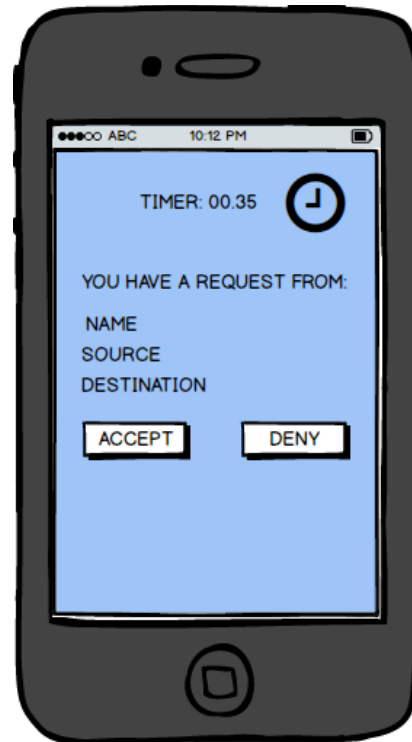 ABC 10:12 PM
TIMER: 00.35
YOU HAVE A REQUEST FROM:
NAME
SOURCE
DESTINATION
ACCEPT DENY